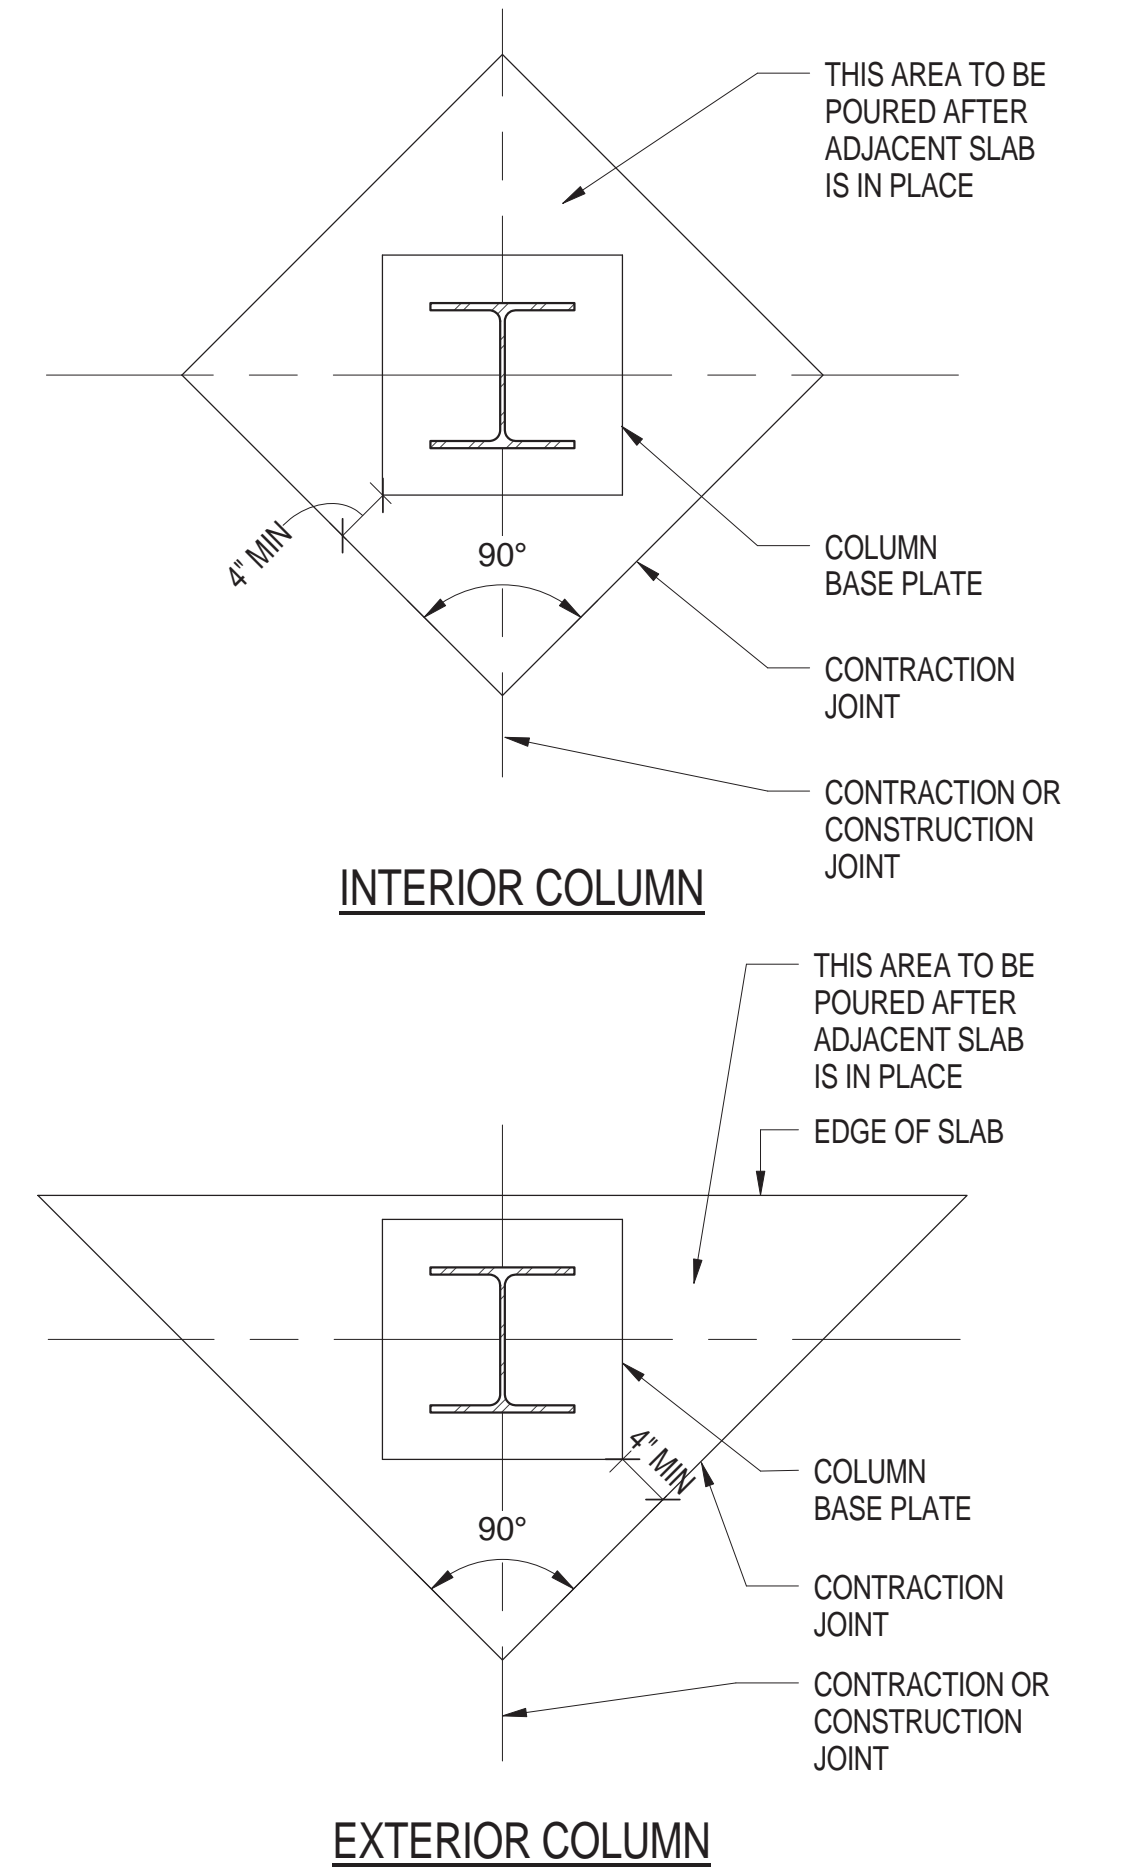 THIS AREA TO BE
POURED AFTER
ADJACENT SLAB
IS IN PLACE
4" MIN
90°
COLUMN
BASE PLATE
CONTRACTION
JOINT
CONTRACTION OR
CONSTRUCTION
JOINT
INTERIOR COLUMN
THIS AREA TO BE
POURED AFTER
ADJACENT SLAB
IS IN PLACE
EDGE OF SLAB
4" MIN
90°
COLUMN
BASE PLATE
CONTRACTION
JOINT
CONTRACTION OR
CONSTRUCTION
JOINT
EXTERIOR COLUMN